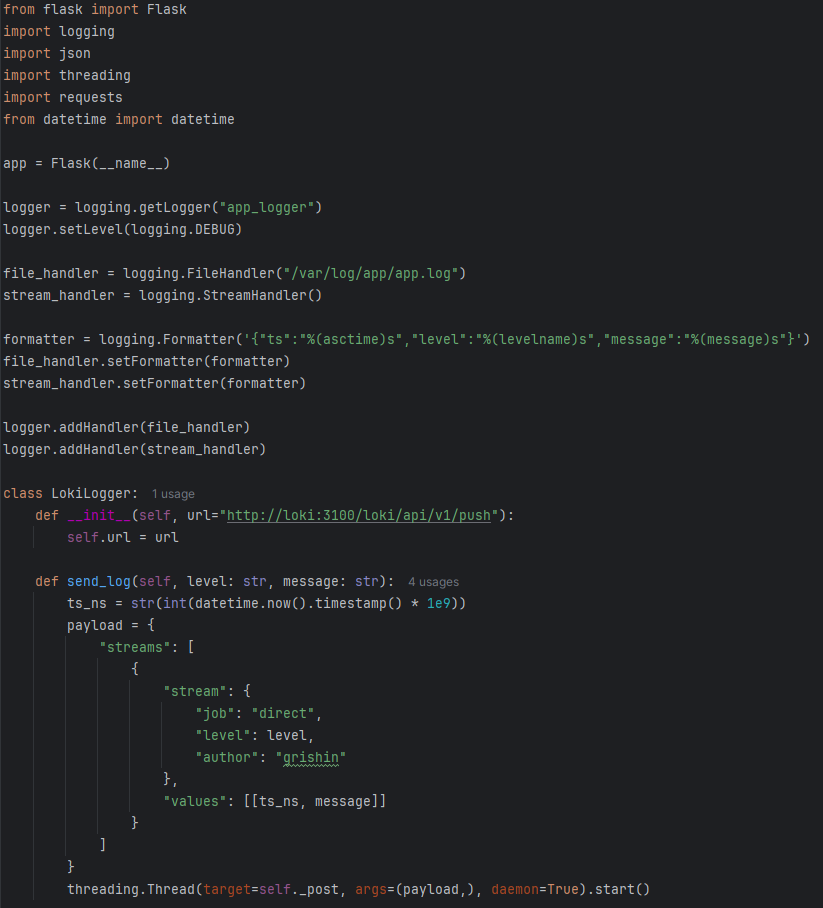 from flask import Flask
import logging
import json
import threading
import requests
from datetime import datetime

app = Flask(__name__)

logger = logging.getLogger("app_logger")
logger.setLevel(logging.DEBUG)

file_handler = logging.FileHandler("/var/log/app/app.log")
stream_handler = logging.StreamHandler()

formatter = logging.Formatter('{"ts":"%(asctime)s","level":"%(levelname)s","message":"%(message)s"}')
file_handler.setFormatter(formatter)
stream_handler.setFormatter(formatter)

logger.addHandler(file_handler)
logger.addHandler(stream_handler)

class LokiLogger: 1 usage
    def __init__(self, url="http://loki:3100/loki/api/v1/push"):
        self.url = url

    def send_log(self, level: str, message: str): 4 usages
        ts_ns = str(int(datetime.now().timestamp() * 1e9))
        payload = {
            "streams": [
                {
                    "stream": {
                        "job": "direct",
                        "level": level,
                        "author": "grishin"
                    },
                    "values": [[ts_ns, message]]
                }
            ]
        }
        threading.Thread(target=self._post, args=(payload,), daemon=True).start()